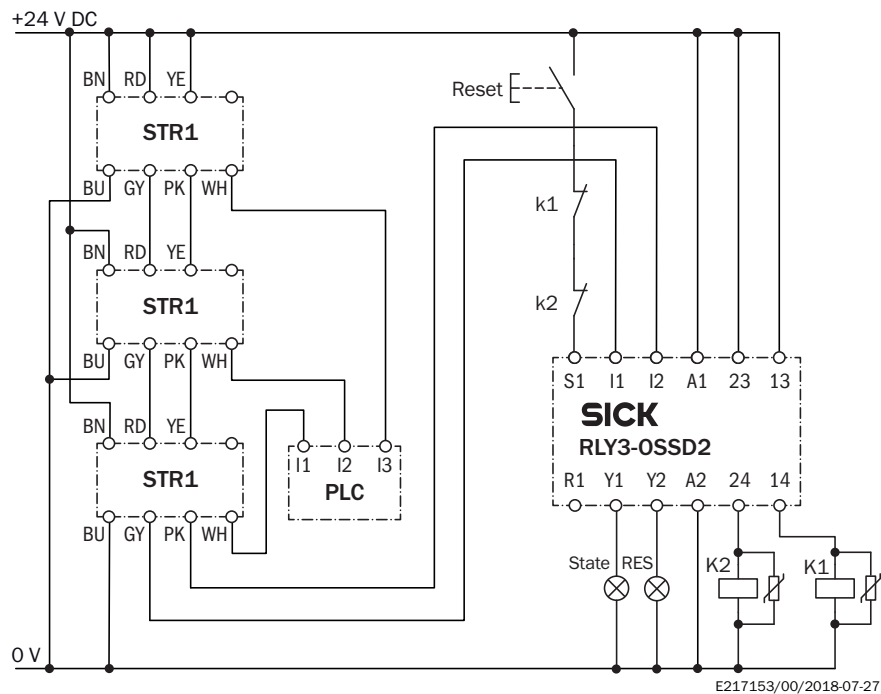 +24 V DC
BN RD YE
STR1
BU GY PK WH
BN RD YE
STR1
BU GY PK WH
BN RD YE
STR1
BU GY PK WH
I1 I2 I3
PLC
Reset
k1
k2
S1 I1 I2 A1 23 13
SICK
RLY3-OSSD2
R1 Y1 Y2 A2 24 14
State RES K2 K1
0 V
E217153/00/2018-07-27